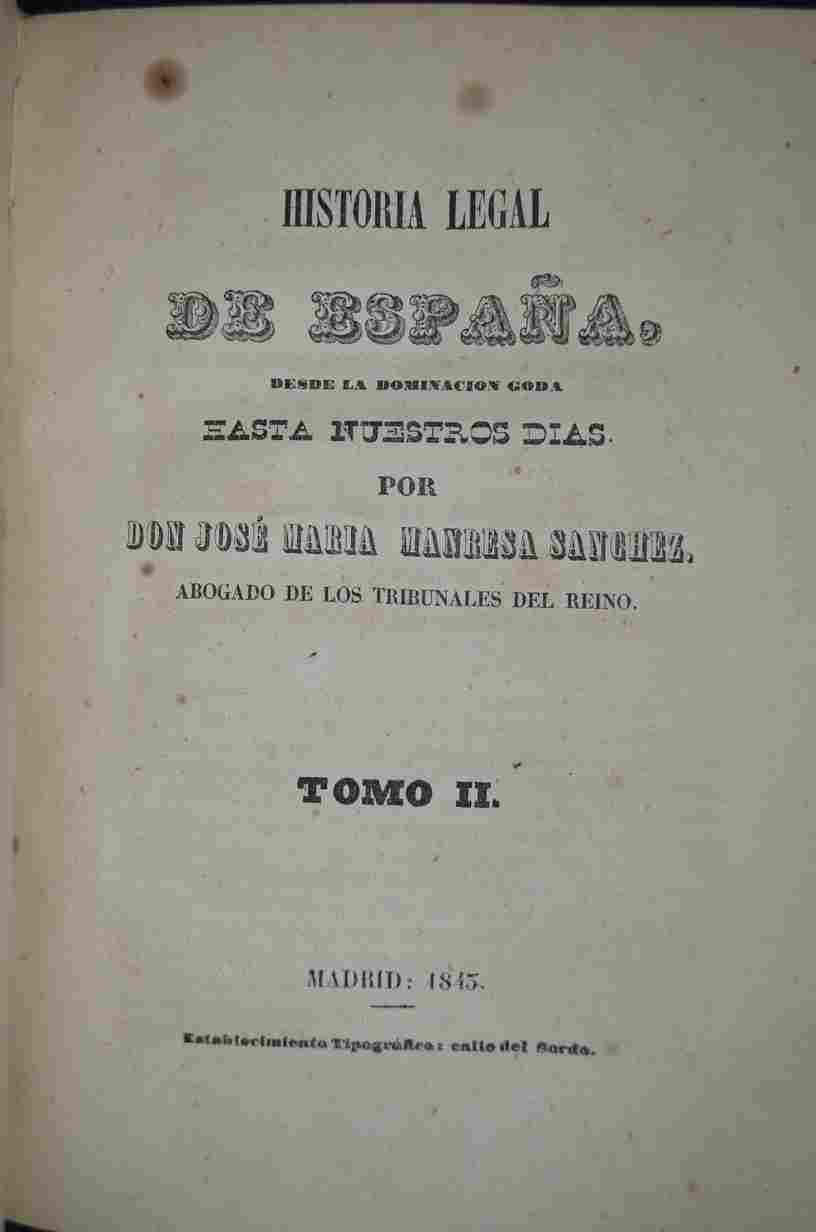 HISTORIA LEGAL
DE ESPAÑA,
DESDE LA DOMINACION GODA
HASTA NUESTROS DIAS.
POR
DON JOSÉ MARIA MANRESA SANCHEZ,
ABOGADO DE LOS TRIBUNALES DEL REINO.
TOMO II.
MADRID: 1843.
Establecimiento Tipográfico: calle del Sordo.